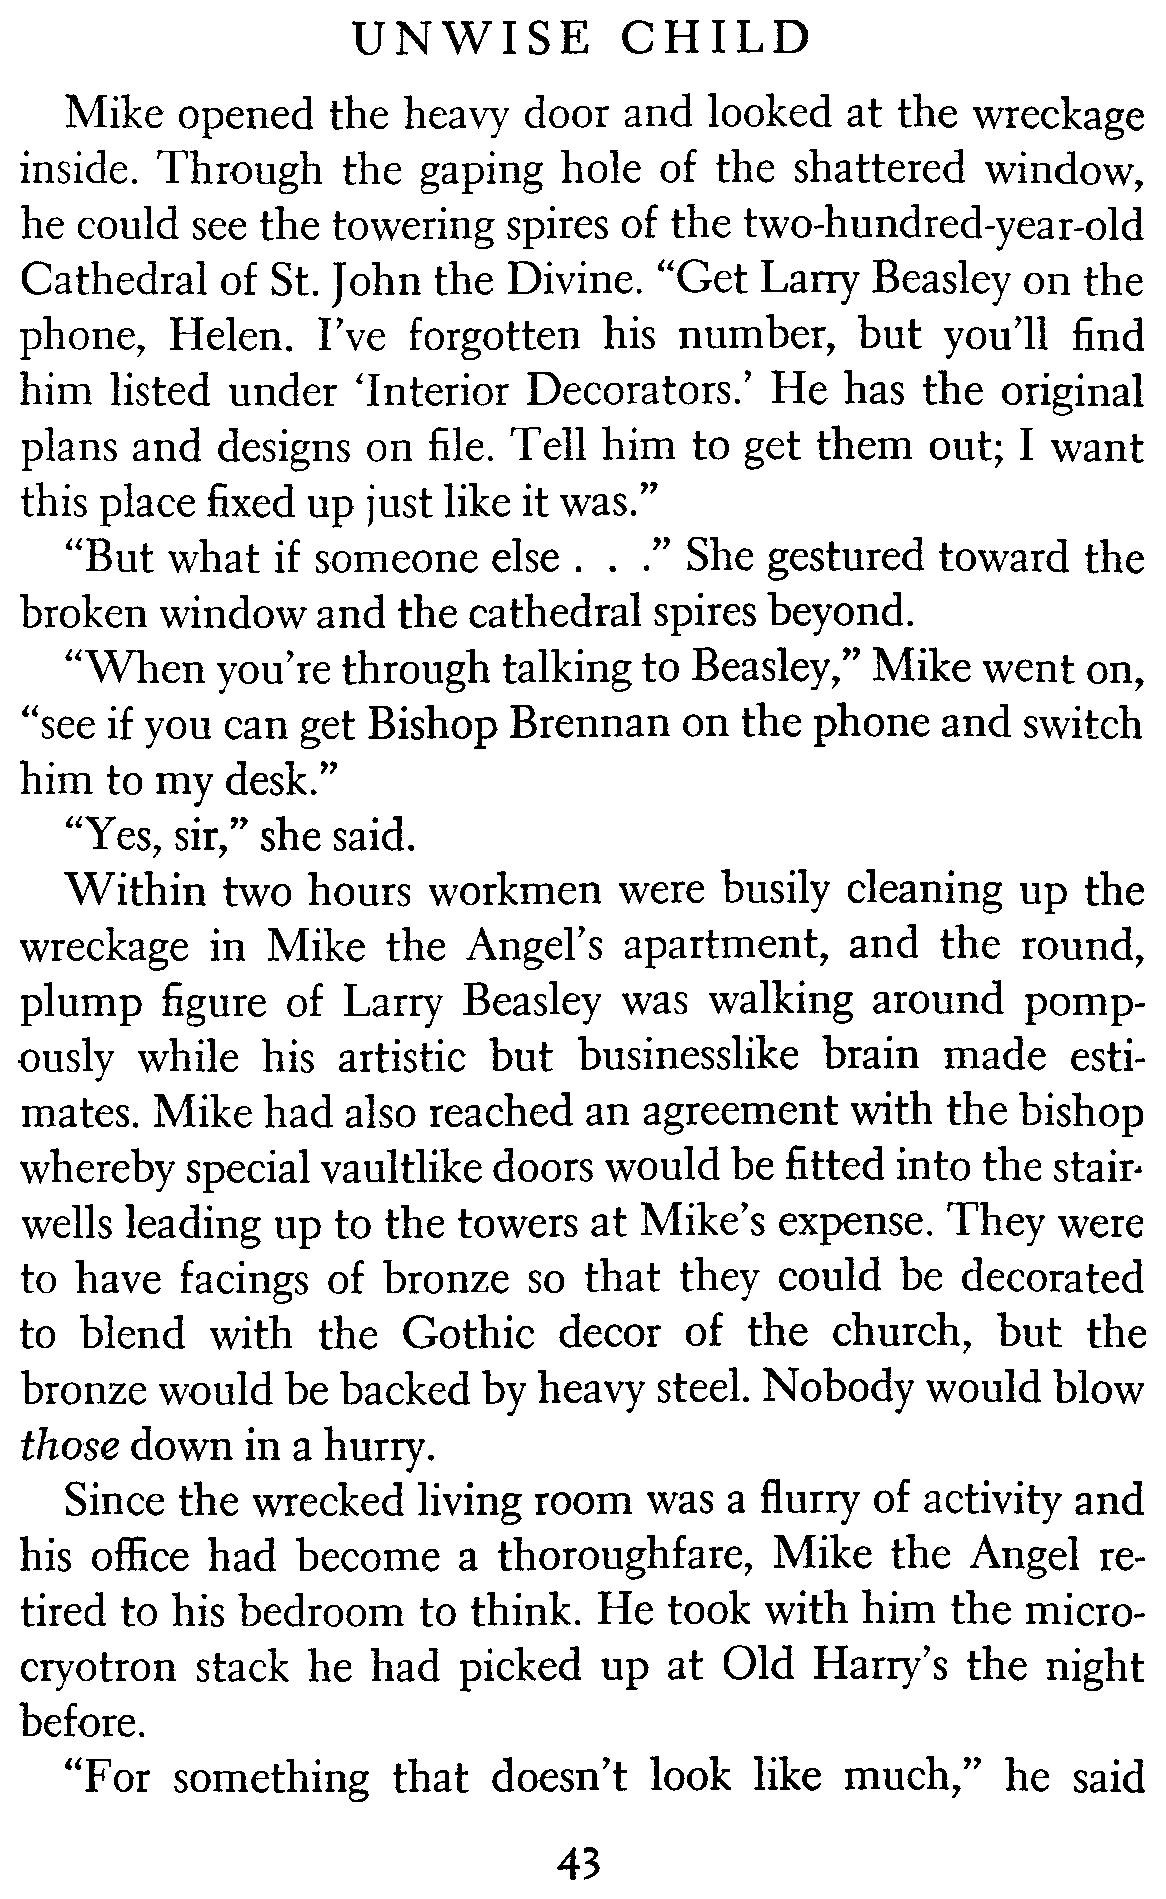 UNWISE CHILD
Mike opened the heavy door and looked at the wreckage
inside. Through the gaping hole of the shattered window,
he could see the towering spires of the two-hundred-year-old
Cathedral of St. John the Divine. “Get Larry Beasley on the
phone, Helen. I’ve forgotten his number, but you’ll find
him listed under ‘Interior Decorators.’ He has the original
plans and designs on file. Tell him to get them out; I want
this place fixed up just like it was.”
“But what if someone else . . .” She gestured toward the
broken window and the cathedral spires beyond.
“When you’re through talking to Beasley,” Mike went on,
“see if you can get Bishop Brennan on the phone and switch
him to my desk.”
“Yes, sir,” she said.
Within two hours workmen were busily cleaning up the
wreckage in Mike the Angel’s apartment, and the round,
plump figure of Larry Beasley was walking around pomp-
ously while his artistic but businesslike brain made esti-
mates. Mike had also reached an agreement with the bishop
whereby special vaultlike doors would be fitted into the stair-
wells leading up to the towers at Mike’s expense. They were
to have facings of bronze so that they could be decorated
to blend with the Gothic decor of the church, but the
bronze would be backed by heavy steel. Nobody would blow
those down in a hurry.
Since the wrecked living room was a flurry of activity and
his office had become a thoroughfare, Mike the Angel re-
tired to his bedroom to think. He took with him the micro-
cryotron stack he had picked up at Old Harry’s the night
before.
“For something that doesn’t look like much,” he said
43